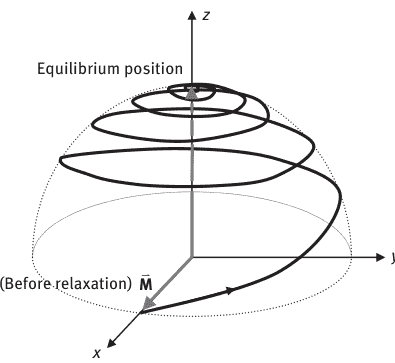 z
Equilibrium position
y
(Before relaxation) M⃗
x